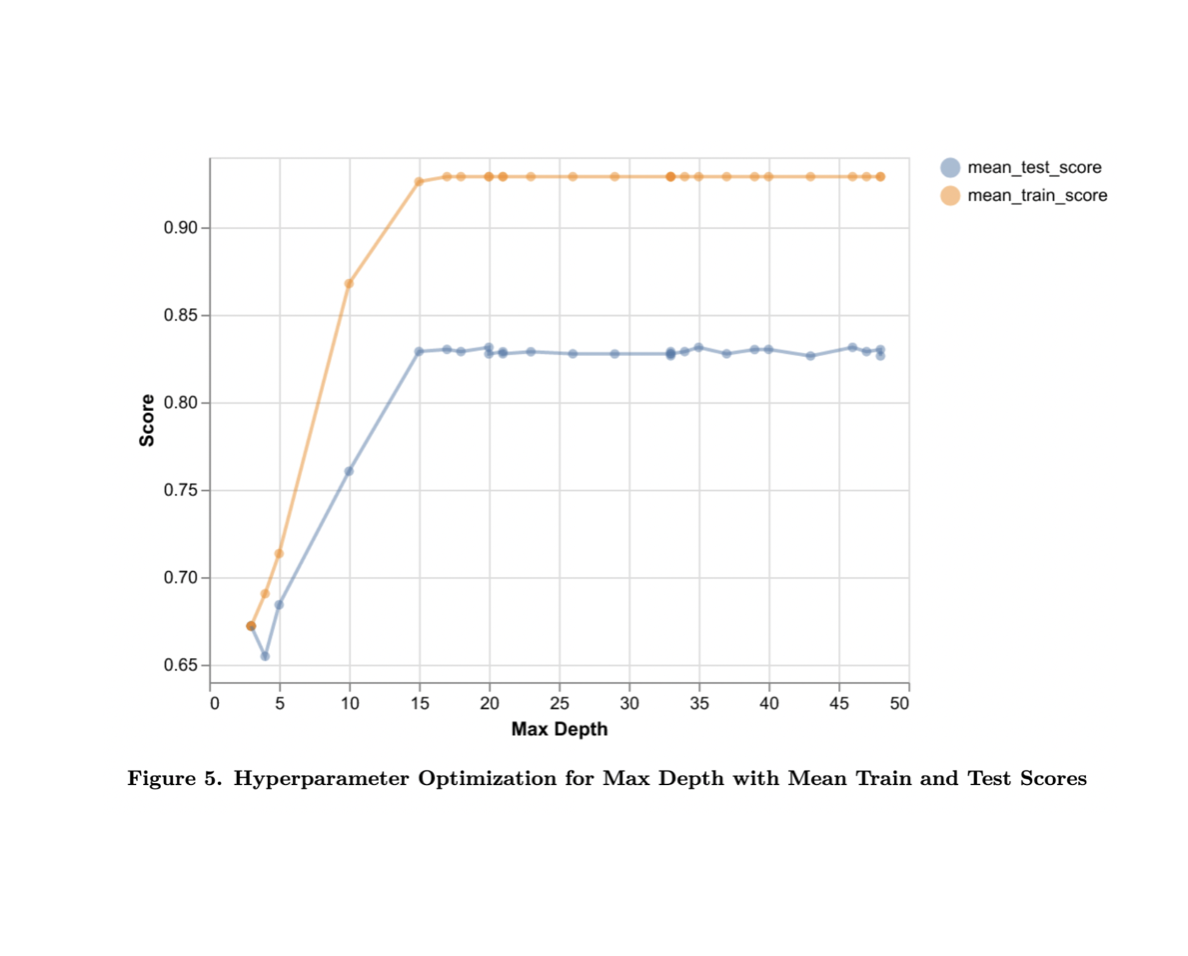 mean_test_score
mean_train_score
0.90
0.85
0.80
0.75
0.70
0.65
Score
0 5 10 15 20 25 30 35 40 45 50
Max Depth
Figure 5. Hyperparameter Optimization for Max Depth with Mean Train and Test Scores